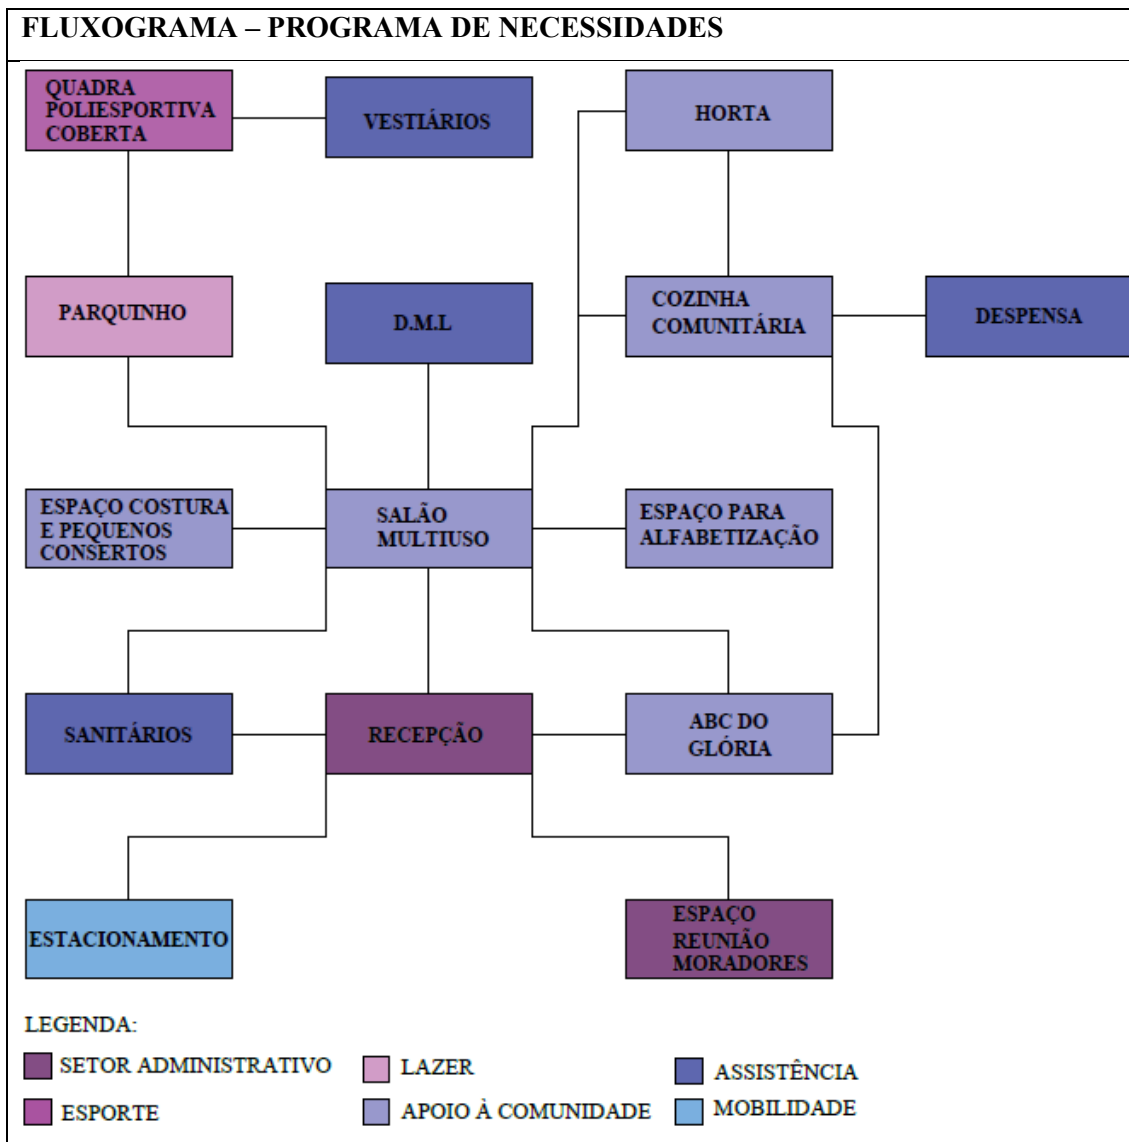 FLUXOGRAMA – PROGRAMA DE NECESSIDADES
QUADRA
POLIESPORTIVA
COBERTA
VESTIÁRIOS
HORTA
PARQUINHO
D.M.L
COZINHA
COMUNITÁRIA
DESPENSA
ESPAÇO COSTURA
E PEQUENOS
CONSERTOS
SALÃO
MULTIUSO
ESPAÇO PARA
ALFABETIZAÇÃO
SANITÁRIOS
RECEPÇÃO
ABC DO
GLÓRIA
ESTACIONAMENTO
ESPAÇO
REUNIÃO
MORADORES
LEGENDA:
SETOR ADMINISTRATIVO
LAZER
ASSISTÊNCIA
ESPORTE
APOIO À COMUNIDADE
MOBILIDADE